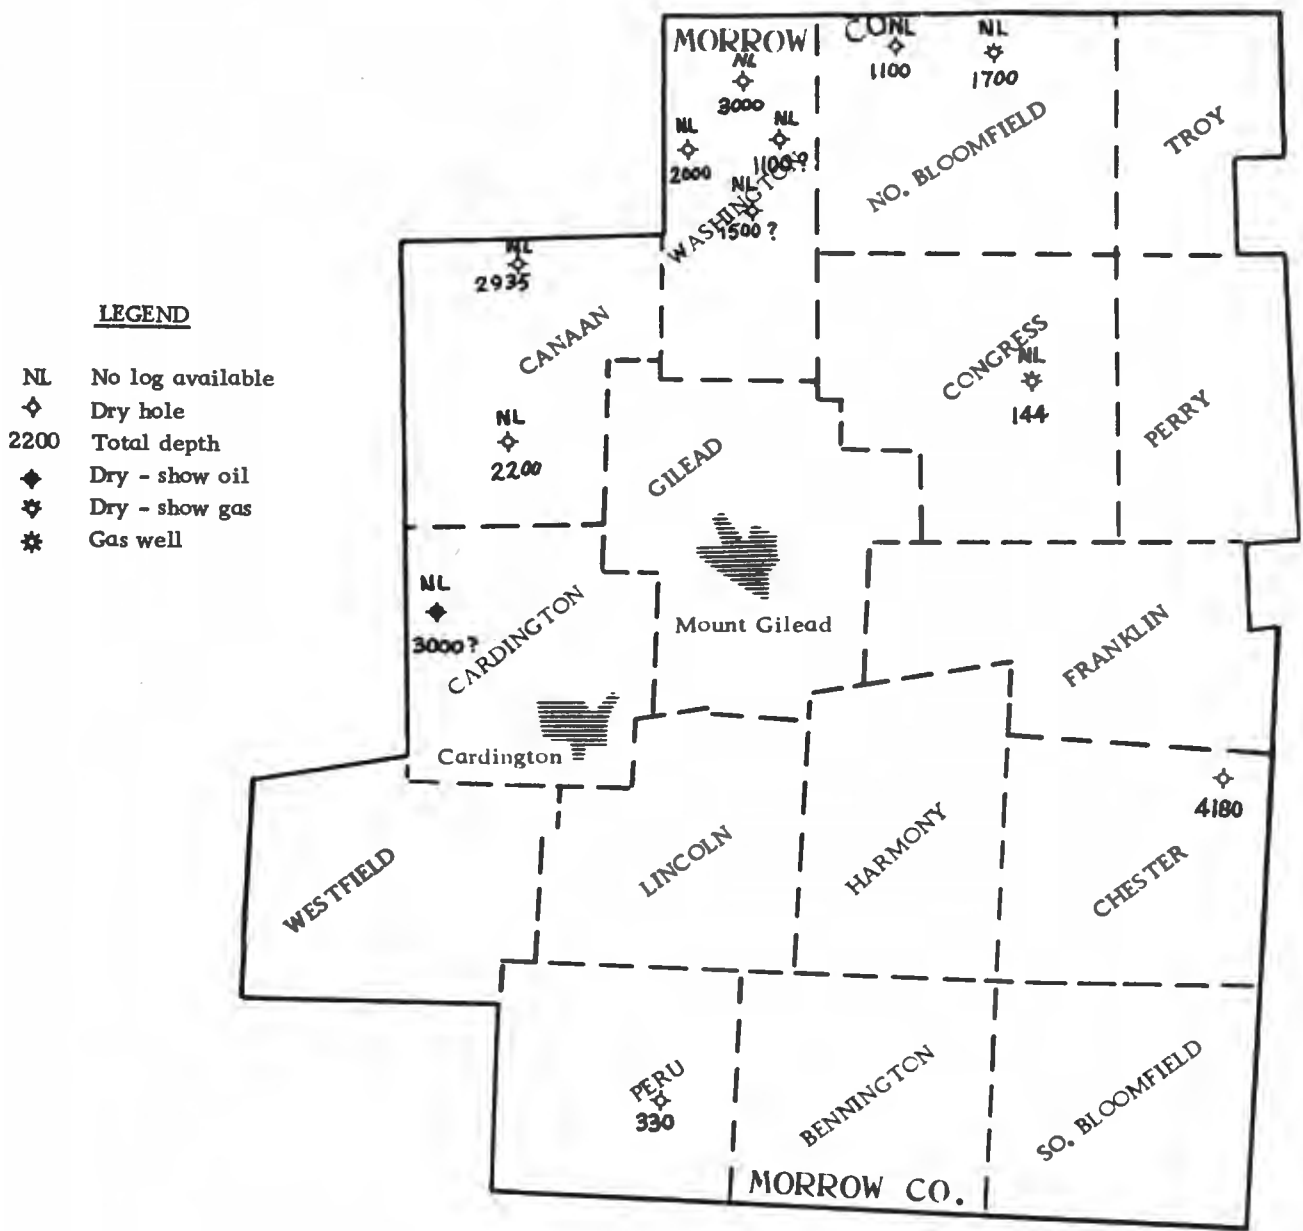 MORROW CO.
NL
1100
NL
1700
NL
3000
NL
2000
NL
1100?
NL
1500?
WASHINGTON
NO. BLOOMFIELD
TROY
NL
2935
CANAAN
NL
2200
LEGEND
NL No log available
Dry hole
2200 Total depth
Dry - show oil
Dry - show gas
Gas well
CONGRESS
NL
144
PERRY
GILEAD
Mount Gilead
NL
3000?
CARDINGTON
Cardington
FRANKLIN
4180
CHESTER
WESTFIELD
LINCOLN
HARMONY
PERU
330
BENNINGTON
SO. BLOOMFIELD
MORROW CO.